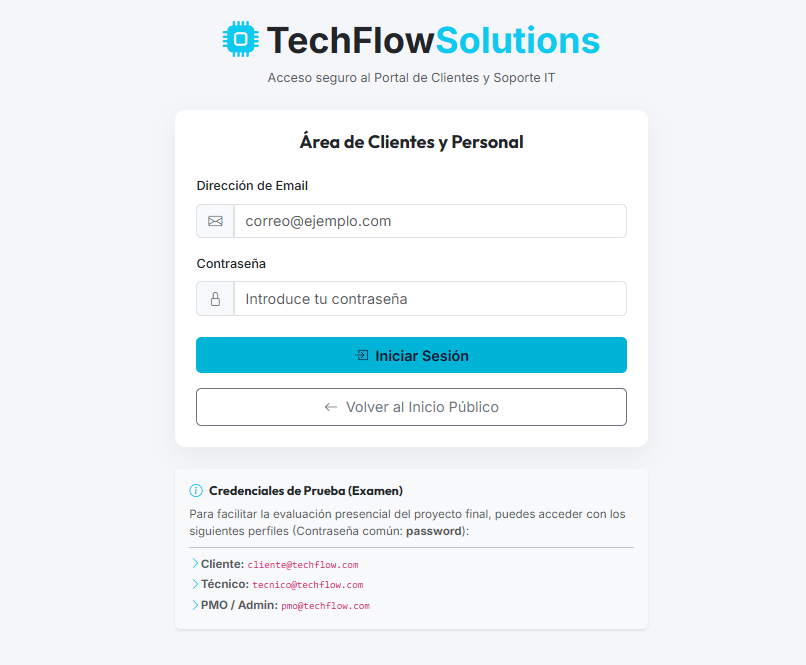 TechFlowSolutions
Acceso seguro al Portal de Clientes y Soporte IT
Área de Clientes y Personal
Dirección de Email
correo@ejemplo.com
Contraseña
Introduce tu contraseña
Iniciar Sesión
← Volver al Inicio Público
Credenciales de Prueba (Examen)
Para facilitar la evaluación presencial del proyecto final, puedes acceder con los
siguientes perfiles (Contraseña común: password):
Cliente: cliente@techflow.com
Técnico: tecnico@techflow.com
PMO / Admin: pmo@techflow.com